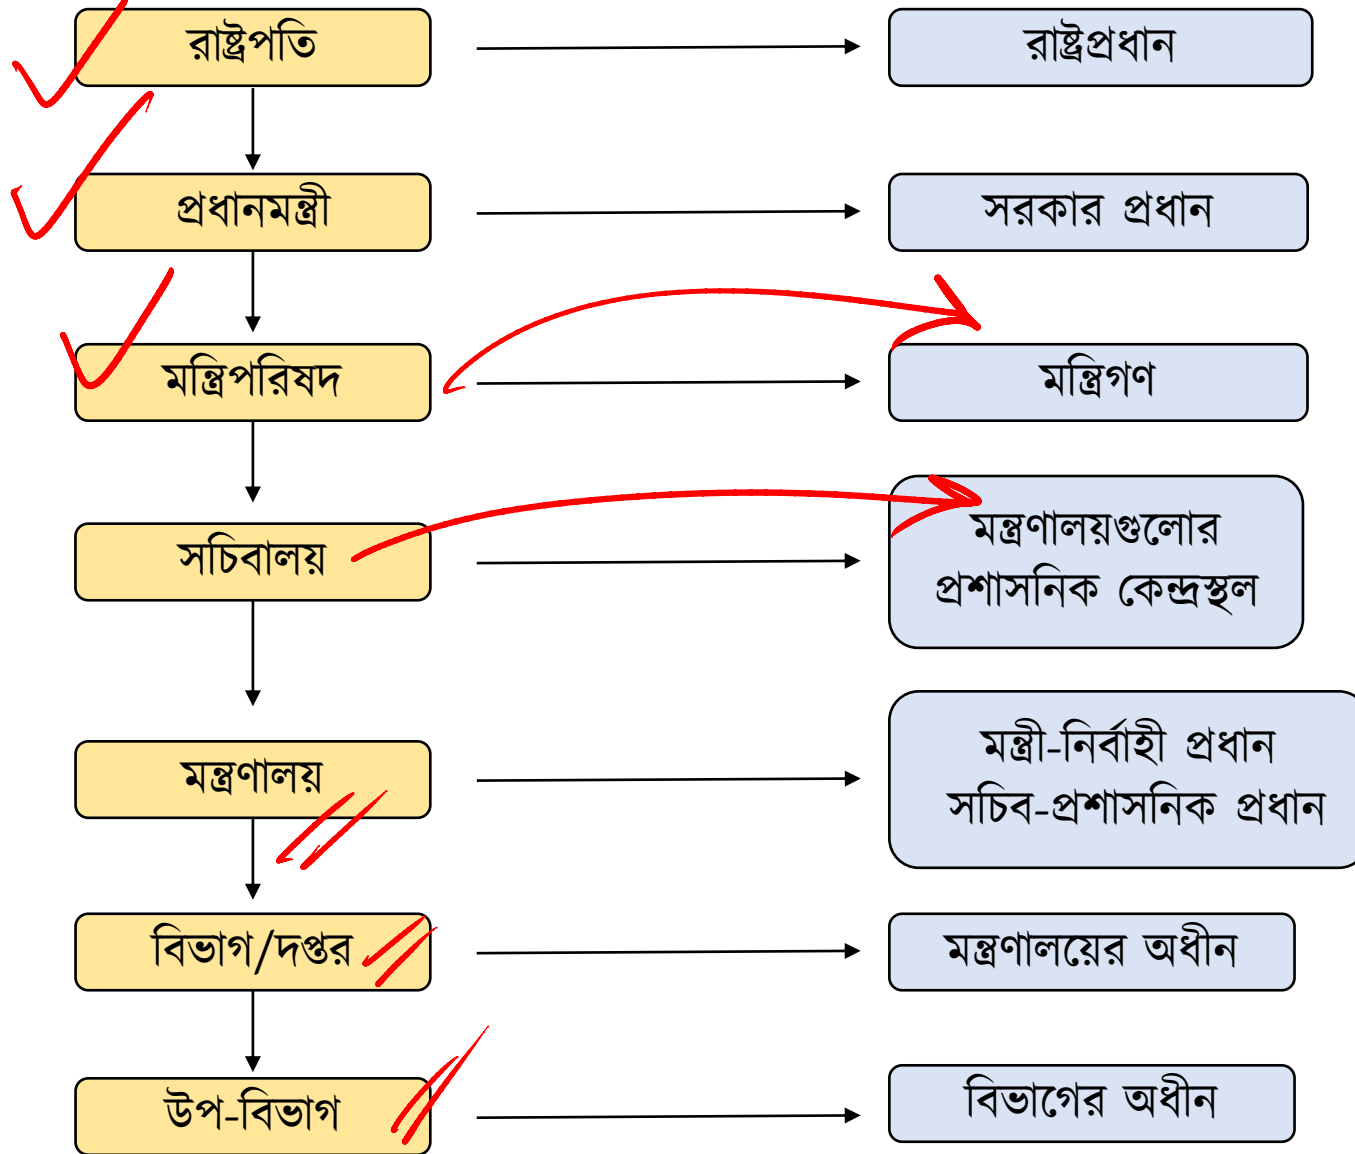 রাষ্ট্রপতি
রাষ্ট্রপ্রধান
প্রধানমন্ত্রী
সরকার প্রধান
মন্ত্রিপরিষদ
মন্ত্রিগণ
সচিবালয়
মন্ত্রণালয়গুলোর
প্রশাসনিক কেন্দ্রস্থল
মন্ত্রণালয়
মন্ত্রী-নির্বাহী প্রধান
সচিব-প্রশাসনিক প্রধান
বিভাগ/দপ্তর
মন্ত্রণালয়ের অধীন
উপ-বিভাগ
বিভাগের অধীন